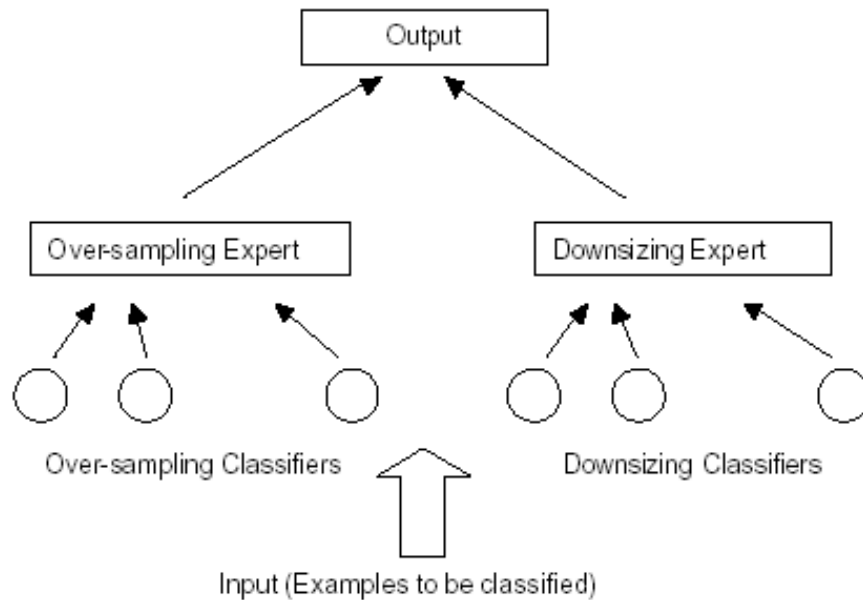 Output
Over-sampling Expert
Downsizing Expert
Over-sampling Classifiers
Downsizing Classifiers
Input (Examples to be classified)